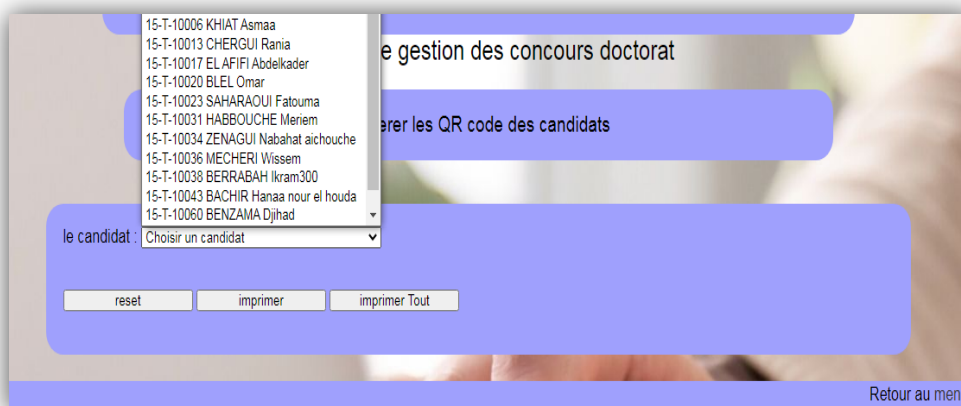 15-T-10006 KHIAT Asmaa
15-T-10013 CHERGUI Rania
15-T-10017 EL AFIFI Abdelkader
15-T-10020 BLEL Omar
15-T-10023 SAHARAOUI Fatouma
15-T-10031 HABBOUCHE Meriem
15-T-10034 ZENAGUI Nabahat aichouche
15-T-10036 MECHERI Wissem
15-T-10038 BERRABAH Ikram300
15-T-10043 BACHIR Hanaa nour el houda
15-T-10060 BENZAMA Djihad
e gestion des concours doctorat
erer les QR code des candidats
le candidat : Choisir un candidat
reset imprimer imprimer Tout
Retour au men